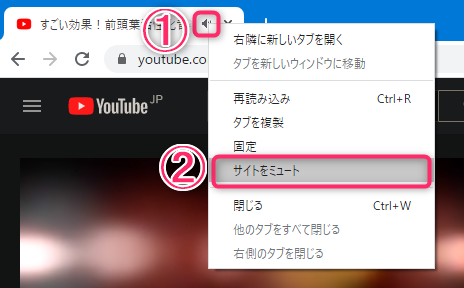 すごい効果！前頭葉活性化音
①
youtube.co
YouTube JP
右隣に新しいタブを開く
タブを新しいウィンドウに移動
再読み込み Ctrl+R
タブを複製
固定
② サイトをミュート
閉じる Ctrl+W
他のタブをすべて閉じる
右側のタブを閉じる